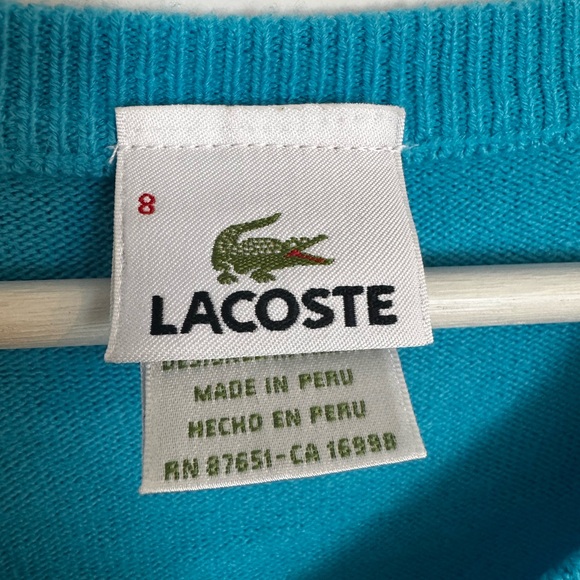 8
LACOSTE
MADE IN PERU
HECHO EN PERU
RN 87651-CA 16998